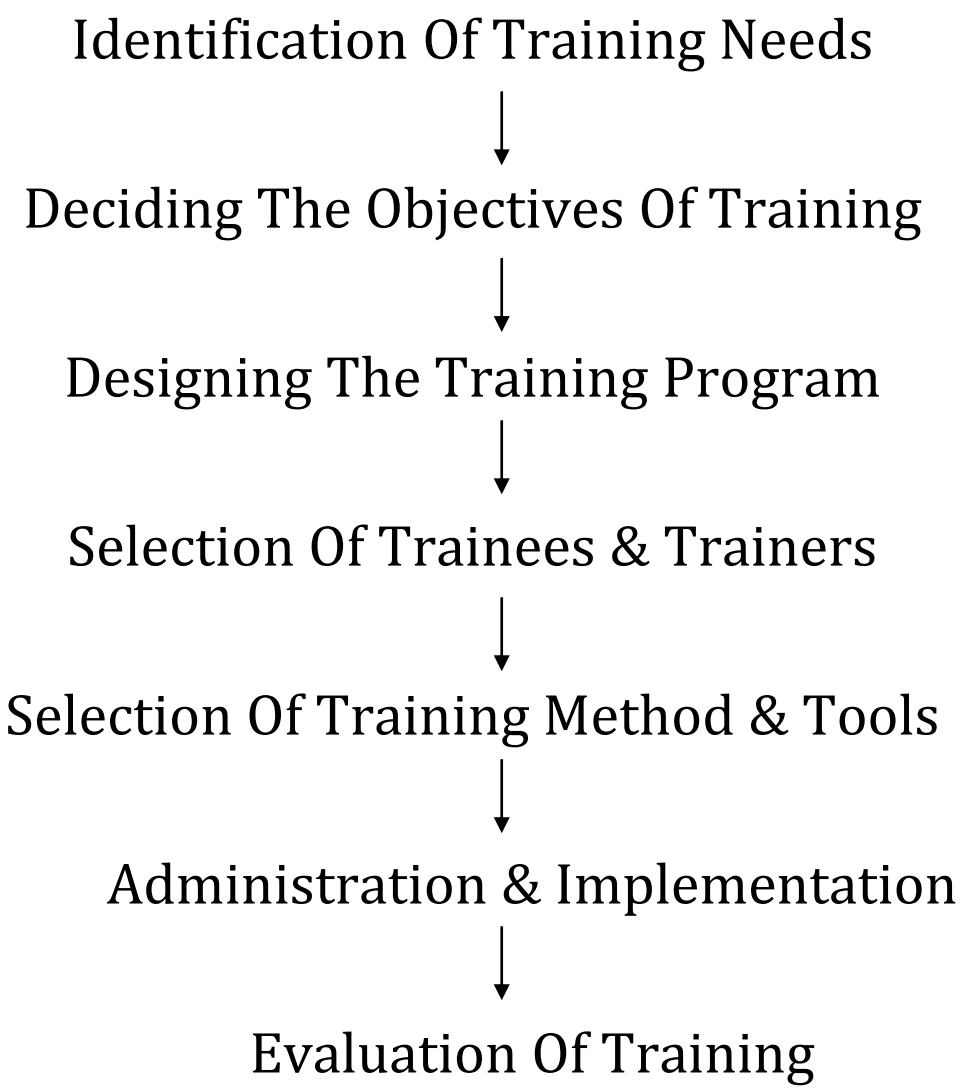 Identification Of Training Needs
Deciding The Objectives Of Training
Designing The Training Program
Selection Of Trainees & Trainers
Selection Of Training Method & Tools
Administration & Implementation
Evaluation Of Training